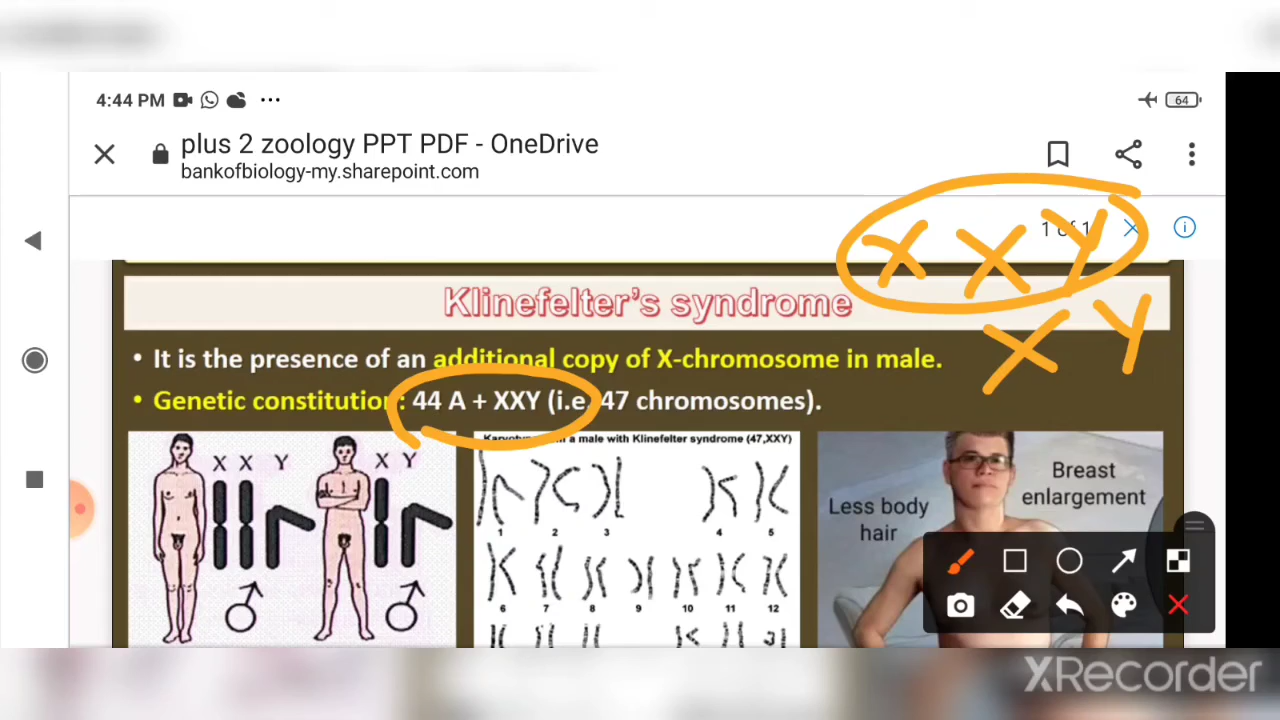 4:44 PM
64
plus 2 zoology PPT PDF - OneDrive
bankofbiology-my.sharepoint.com
1 of 1
X X Y
Klinefelter's syndrome
X Y
• It is the presence of an additional copy of X-chromosome in male.
• Genetic constitution: 44 A + XXY (i.e. 47 chromosomes).
X X Y
X Y
a male with Klinefelter syndrome (47,XXY)
1 2 3 4 5
6 7 8 9 10 11 12
Less body
hair
Breast
enlargement
XRecorder